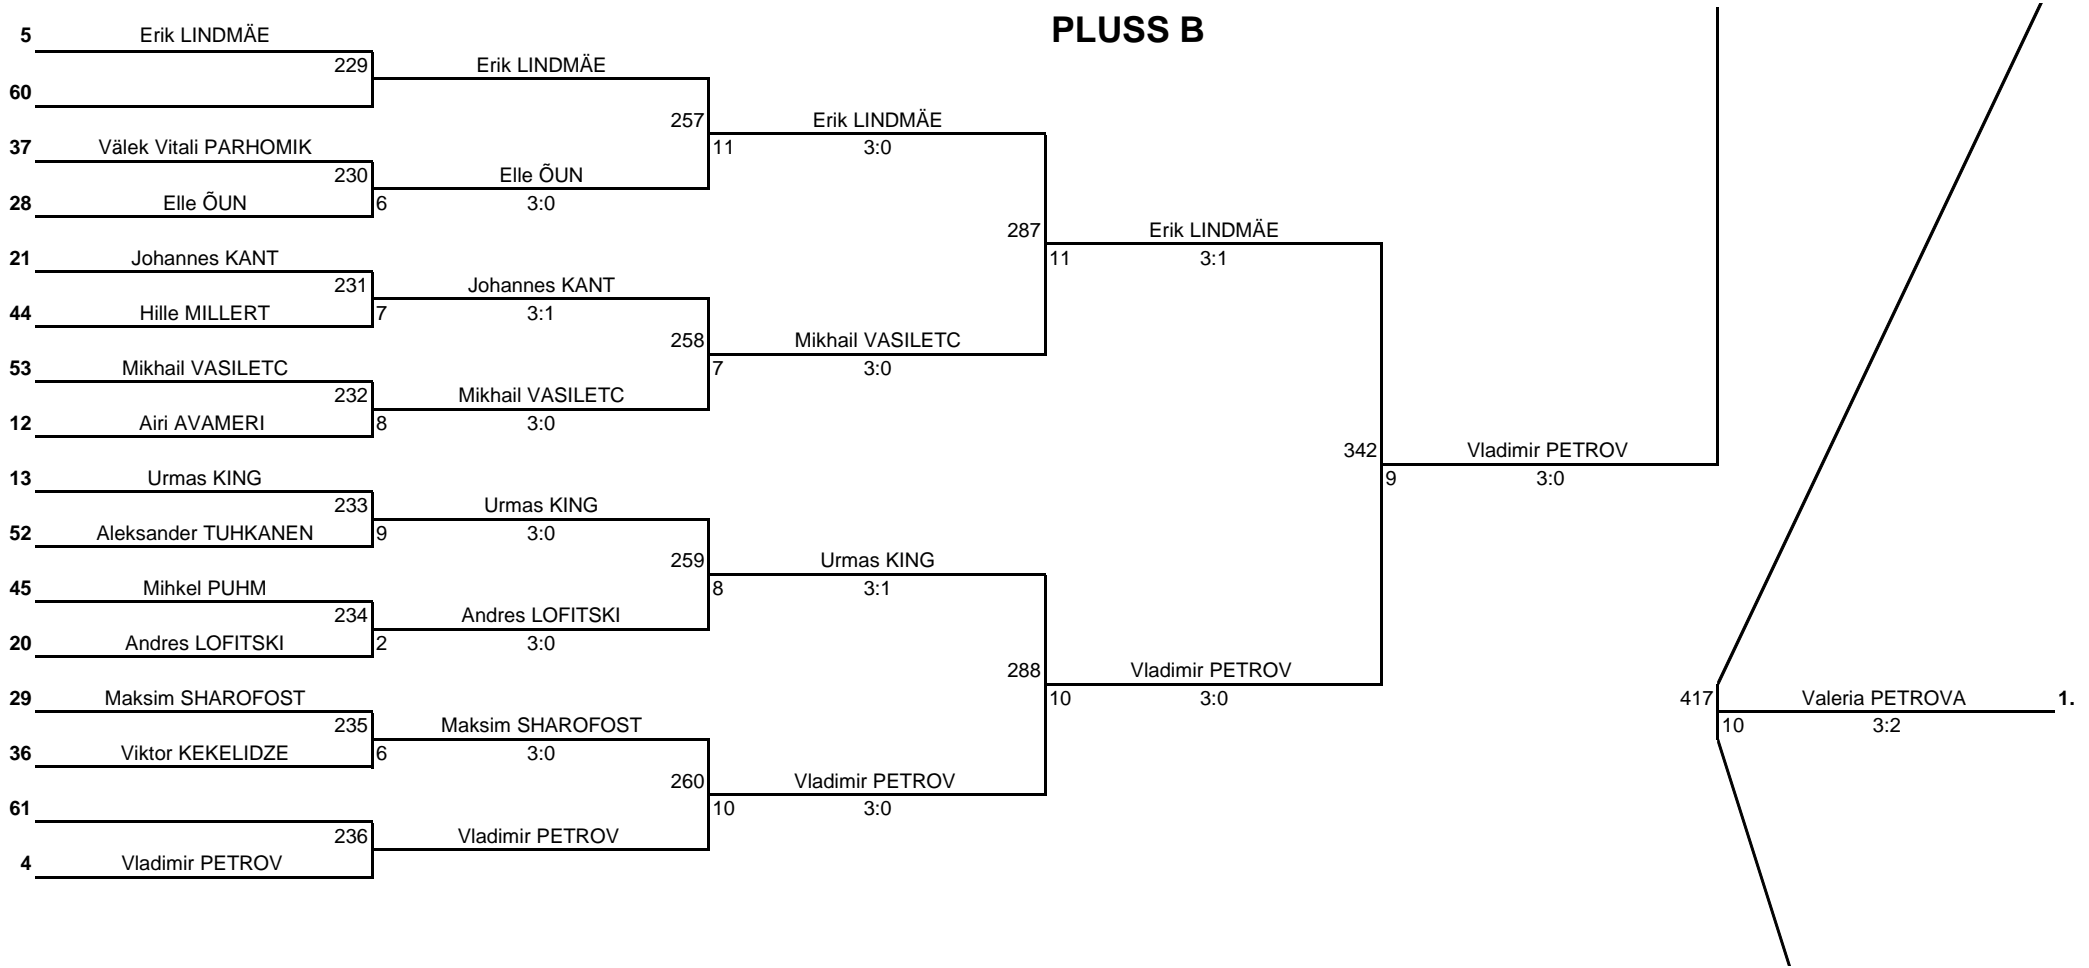 PLUSS B
5 Erik LINDMÄE
229 Erik LINDMÄE
60
257 Erik LINDMÄE
37 Välek Vitali PARHOMIK 11 3:0
230 Elle ÕUN
28 Elle ÕUN 6 3:0
287 Erik LINDMÄE
21 Johannes KANT 11 3:1
231 Johannes KANT
44 Hille MILLERT 7 3:1
258 Mikhail VASILETC
53 Mikhail VASILETC 7 3:0
232 Mikhail VASILETC
12 Airi AVAMERI 8 3:0
342 Vladimir PETROV
13 Urmas KING 9 3:0
233 Urmas KING
52 Aleksander TUHKANEN 9 3:0
259 Urmas KING
45 Mihkel PUHM 8 3:1
234 Andres LOFITSKI
20 Andres LOFITSKI 2 3:0
288 Vladimir PETROV
29 Maksim SHAROFOST 10 3:0 417 Valeria PETROVA 1.
235 Maksim SHAROFOST 10 3:2
36 Viktor KEKELIDZE 6 3:0
260 Vladimir PETROV
61 10 3:0
236 Vladimir PETROV
4 Vladimir PETROV